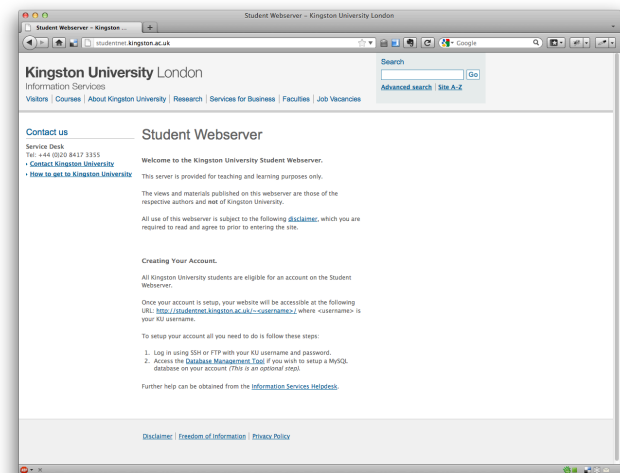 Student Webserver – Kingston University London
Student Webserver – Kingston ...
studentnet.kingston.ac.uk
Google
Kingston University London
Information Services
Visitors | Courses | About Kingston University | Research | Services for Business | Faculties | Job Vacancies
Search
Go
Advanced search | Site A-Z
Contact us
Service Desk
Tel: +44 (0)20 8417 3355
Contact Kingston University
How to get to Kingston University
Student Webserver
Welcome to the Kingston University Student Webserver.
This server is provided for teaching and learning purposes only.
The views and materials published on this webserver are those of the
respective authors and not of Kingston University.
All use of this webserver is subject to the following disclaimer, which you are
required to read and agree to prior to entering the site.
Creating Your Account.
All Kingston University students are eligible for an account on the Student
Webserver.
Once your account is setup, your website will be accessible at the following
URL: http://studentnet.kingston.ac.uk/~<username>/ where <username> is
your KU username.
To setup your account all you need to do is follow these steps:
1. Log in using SSH or FTP with your KU username and password.
2. Access the Database Management Tool if you wish to setup a MySQL
database on your account (This is an optional step).
Further help can be obtained from the Information Services Helpdesk.
Disclaimer | Freedom of Information | Privacy Policy